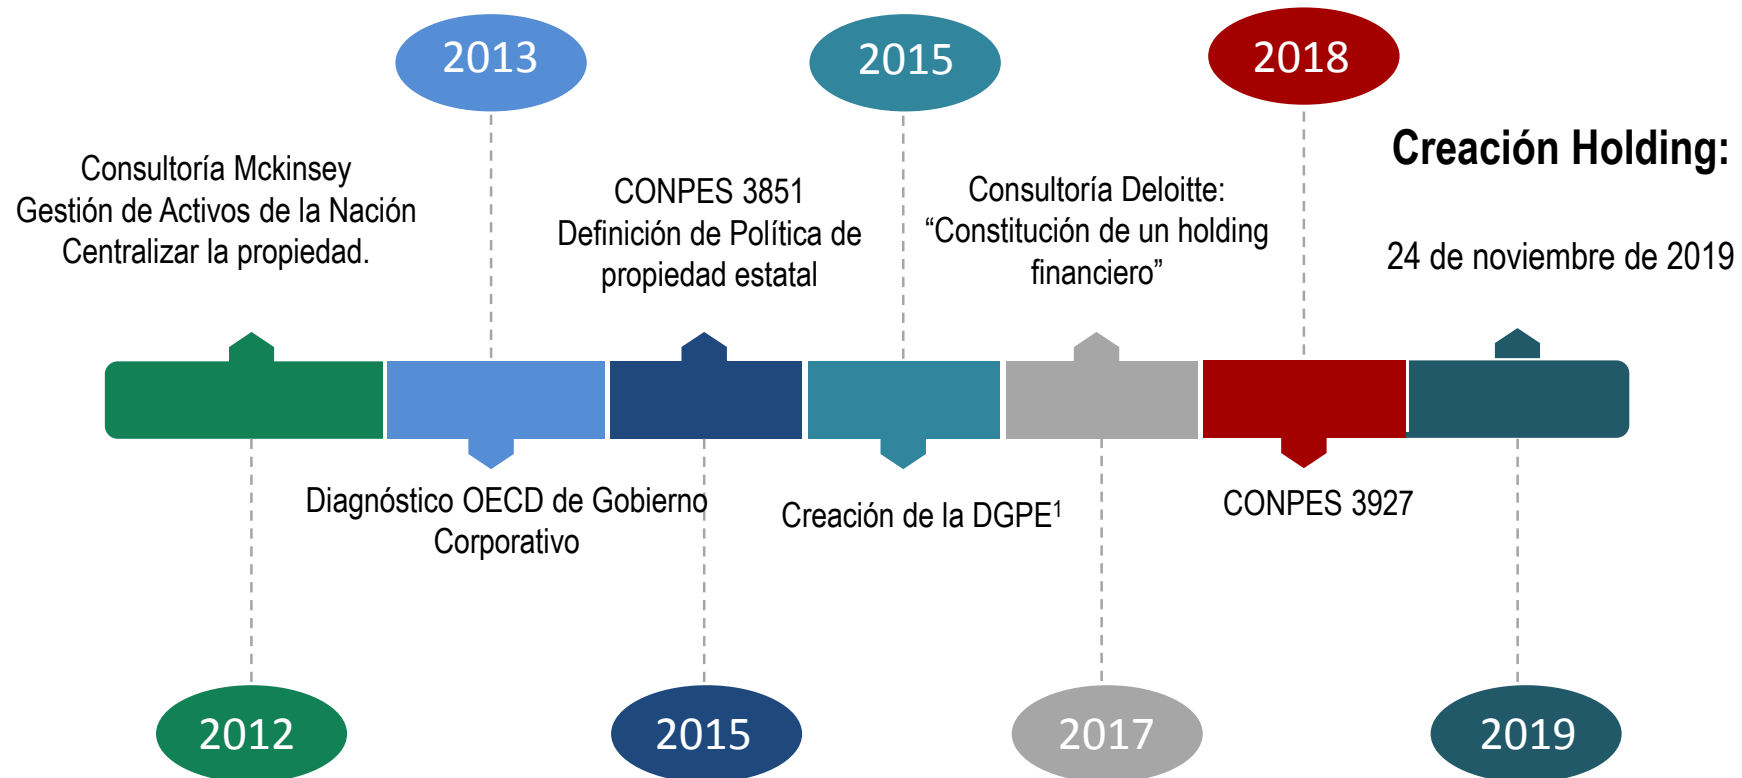 2013
2015
2018
Consultoría Mckinsey
Gestión de Activos de la Nación
Centralizar la propiedad.
CONPES 3851
Definición de Política de
propiedad estatal
Consultoría Deloitte:
“Constitución de un holding
financiero”
Creación Holding:
24 de noviembre de 2019
Diagnóstico OECD de Gobierno
Corporativo
Creación de la DGPE¹
CONPES 3927
2012
2015
2017
2019